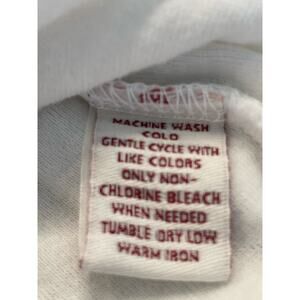 MACHINE WASH
COLD
GENTLE CYCLE WITH
LIKE COLORS
ONLY NON-
CHLORINE BLEACH
WHEN NEEDED
TUMBLE DRY LOW
WARM IRON